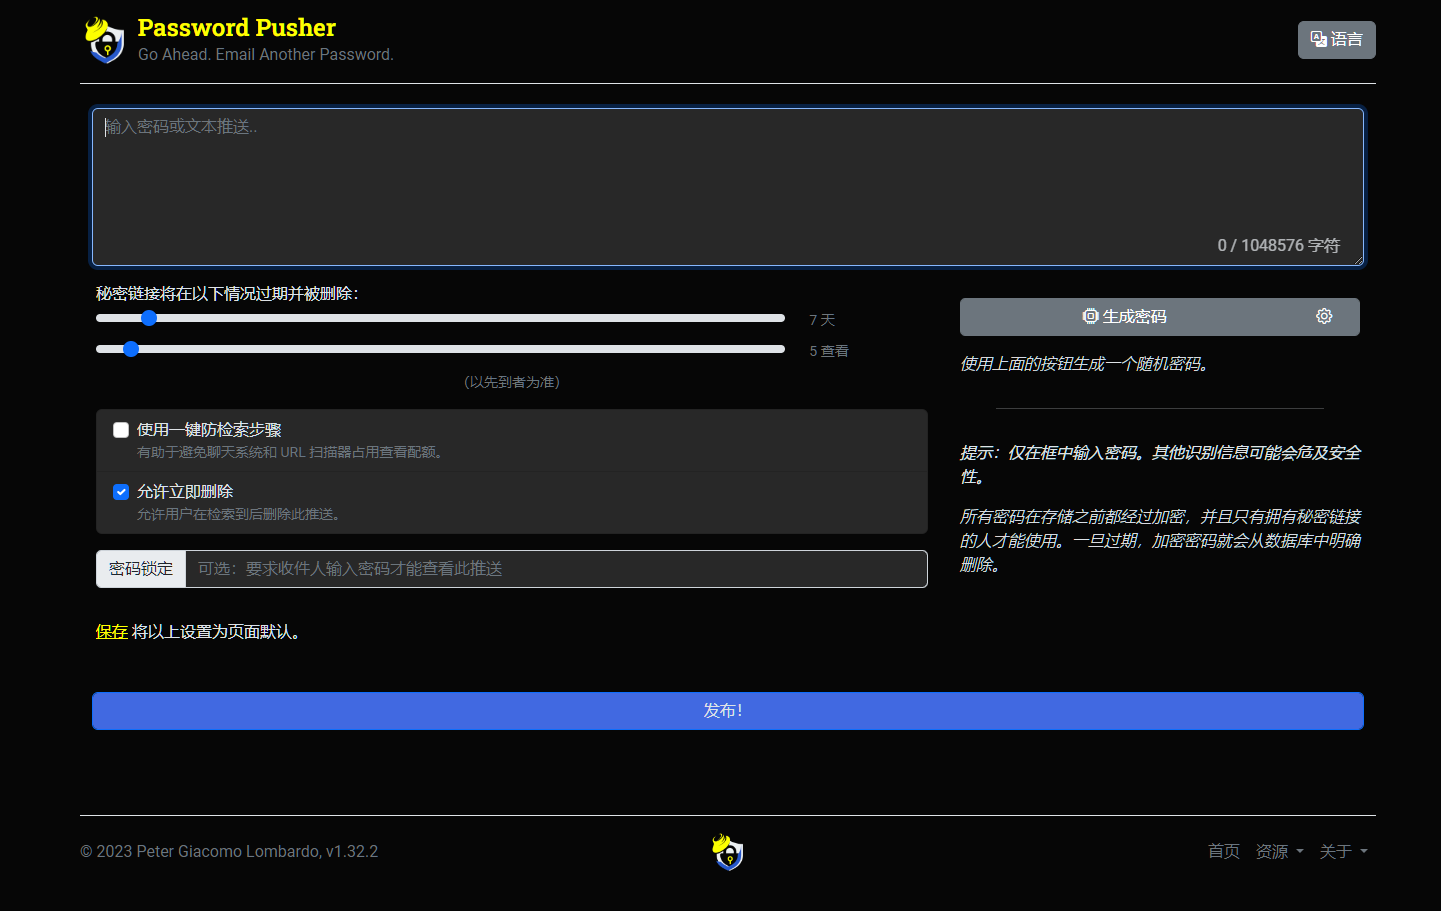 Password Pusher
Go Ahead. Email Another Password.
语言
输入密码或文本推送..
0 / 1048576 字符
秘密链接将在以下情况过期并被删除：
7 天
5 查看
（以先到者为准）
使用一键防检索步骤
有助于避免聊天系统和 URL 扫描器占用查看配额。
允许立即删除
允许用户在检索到后删除此推送。
密码锁定
可选：要求收件人输入密码才能查看此推送
保存 将以上设置为页面默认。
生成密码
使用上面的按钮生成一个随机密码。
提示：仅在框中输入密码。其他识别信息可能会危及安全
性。
所有密码在存储之前都经过加密，并且只有拥有秘密链接
的人才能使用。一旦过期，加密密码就会从数据库中明确
删除。
发布！
© 2023 Peter Giacomo Lombardo, v1.32.2
首页 资源 关于